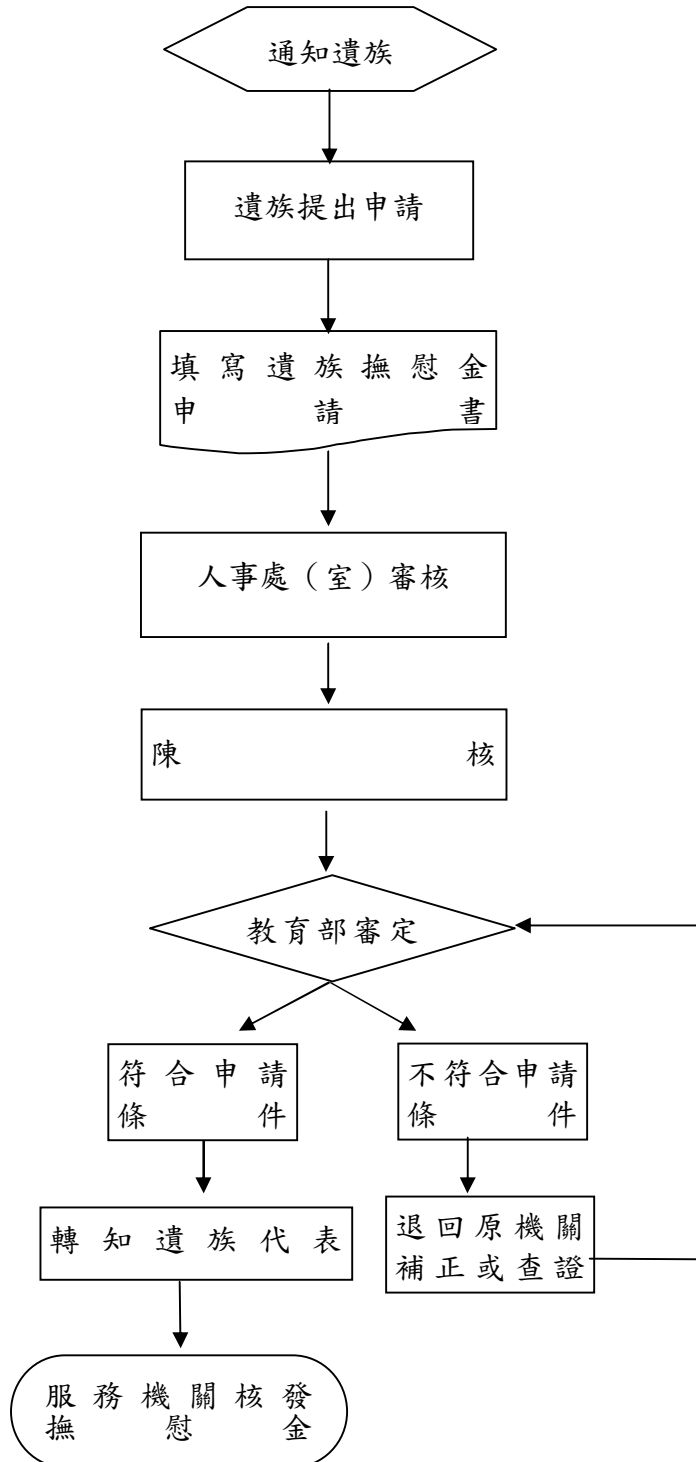 通知遺族
遺族提出申請
填寫遺族撫慰金
申請書
人事處（室）審核
陳核
教育部審定
符合申請
條件
不符合申請
條件
轉知遺族代表
退回原機關
補正或查證
服務機關核發
撫慰金